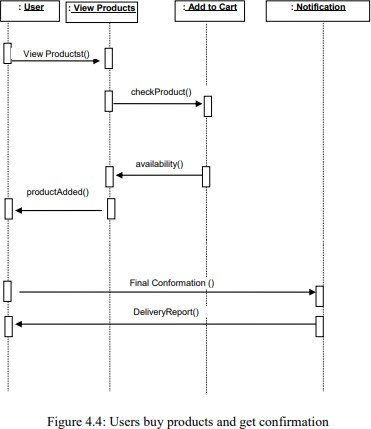 : User : View Products : Add to Cart : Notification
View Productst()
checkProduct()
availability()
productAdded()
Final Conformation ()
DeliveryReport()
Figure 4.4: Users buy products and get confirmation